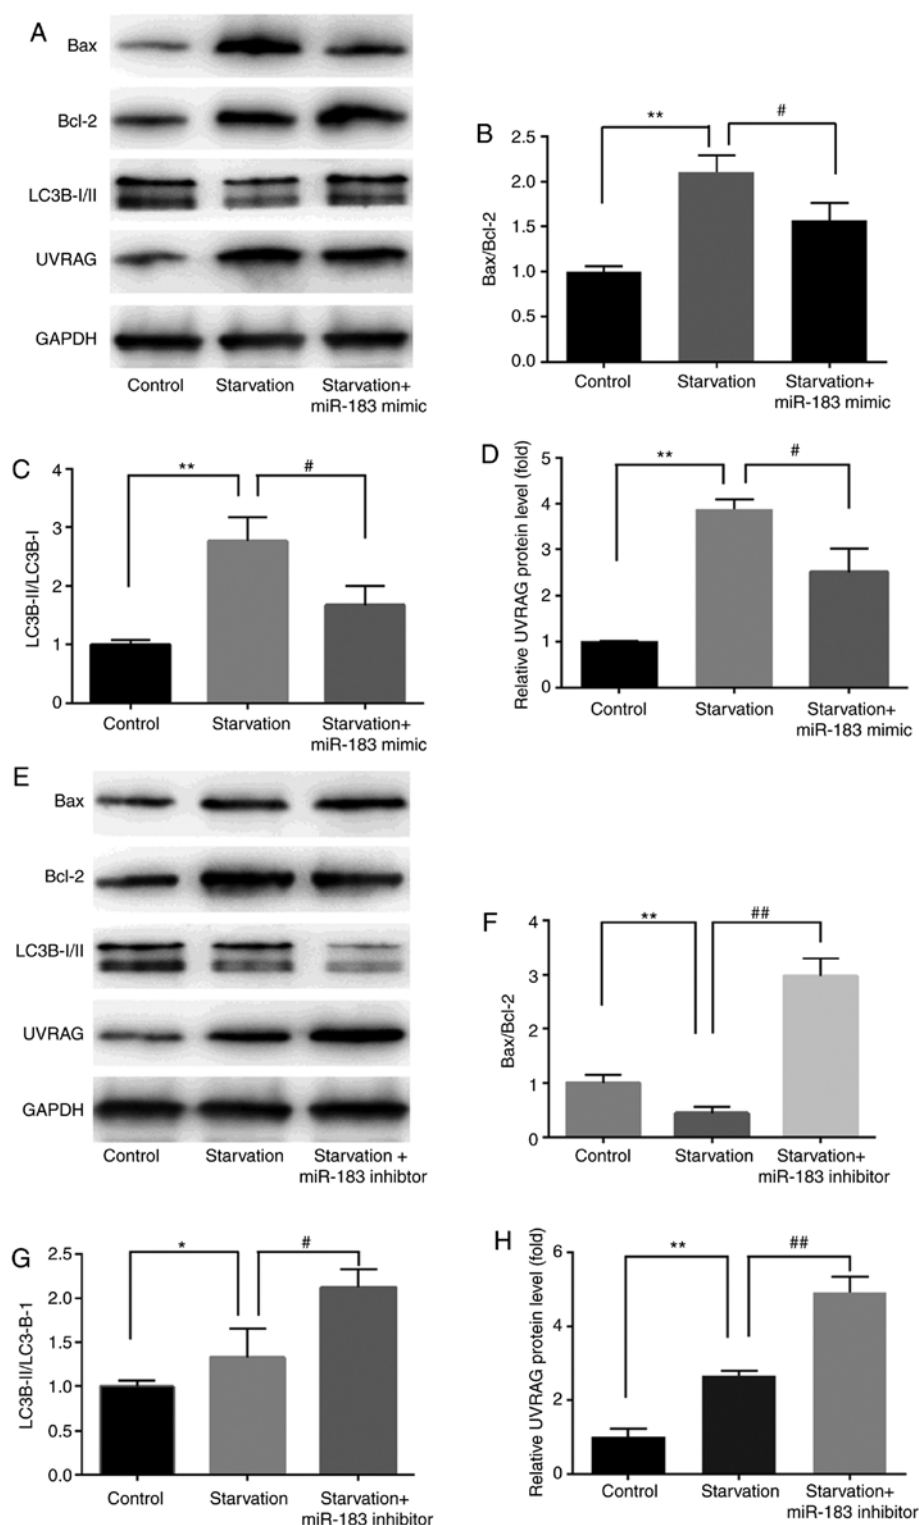 A
Bax
Bcl-2
LC3B-I/II
UVRAG
GAPDH
Control Starvation Starvation+
miR-183 mimic
B
** #
Bax/Bcl-2
2.5
2.0
1.5
1.0
0.5
0.0
Control Starvation Starvation+
miR-183 mimic
C
** #
LC3B-II/LC3B-I
4
3
2
1
0
Control Starvation Starvation+
miR-183 mimic
D
** #
Relative UVRAG protein level (fold)
5
4
3
2
1
0
Control Starvation Starvation+
miR-183 mimic
E
Bax
Bcl-2
LC3B-I/II
UVRAG
GAPDH
Control Starvation Starvation +
miR-183 inhibtor
F
** ##
Bax/Bcl-2
4
3
2
1
0
Control Starvation Starvation+
miR-183 inhibitor
G
* #
LC3B-II/LC3-B-1
2.5
2.0
1.5
1.0
0.5
0.0
Control Starvation Starvation+
miR-183 inhibitor
H
** ##
Relative UVRAG protein level (fold)
6
4
2
0
Control Starvation Starvation+
miR-183 inhibitor